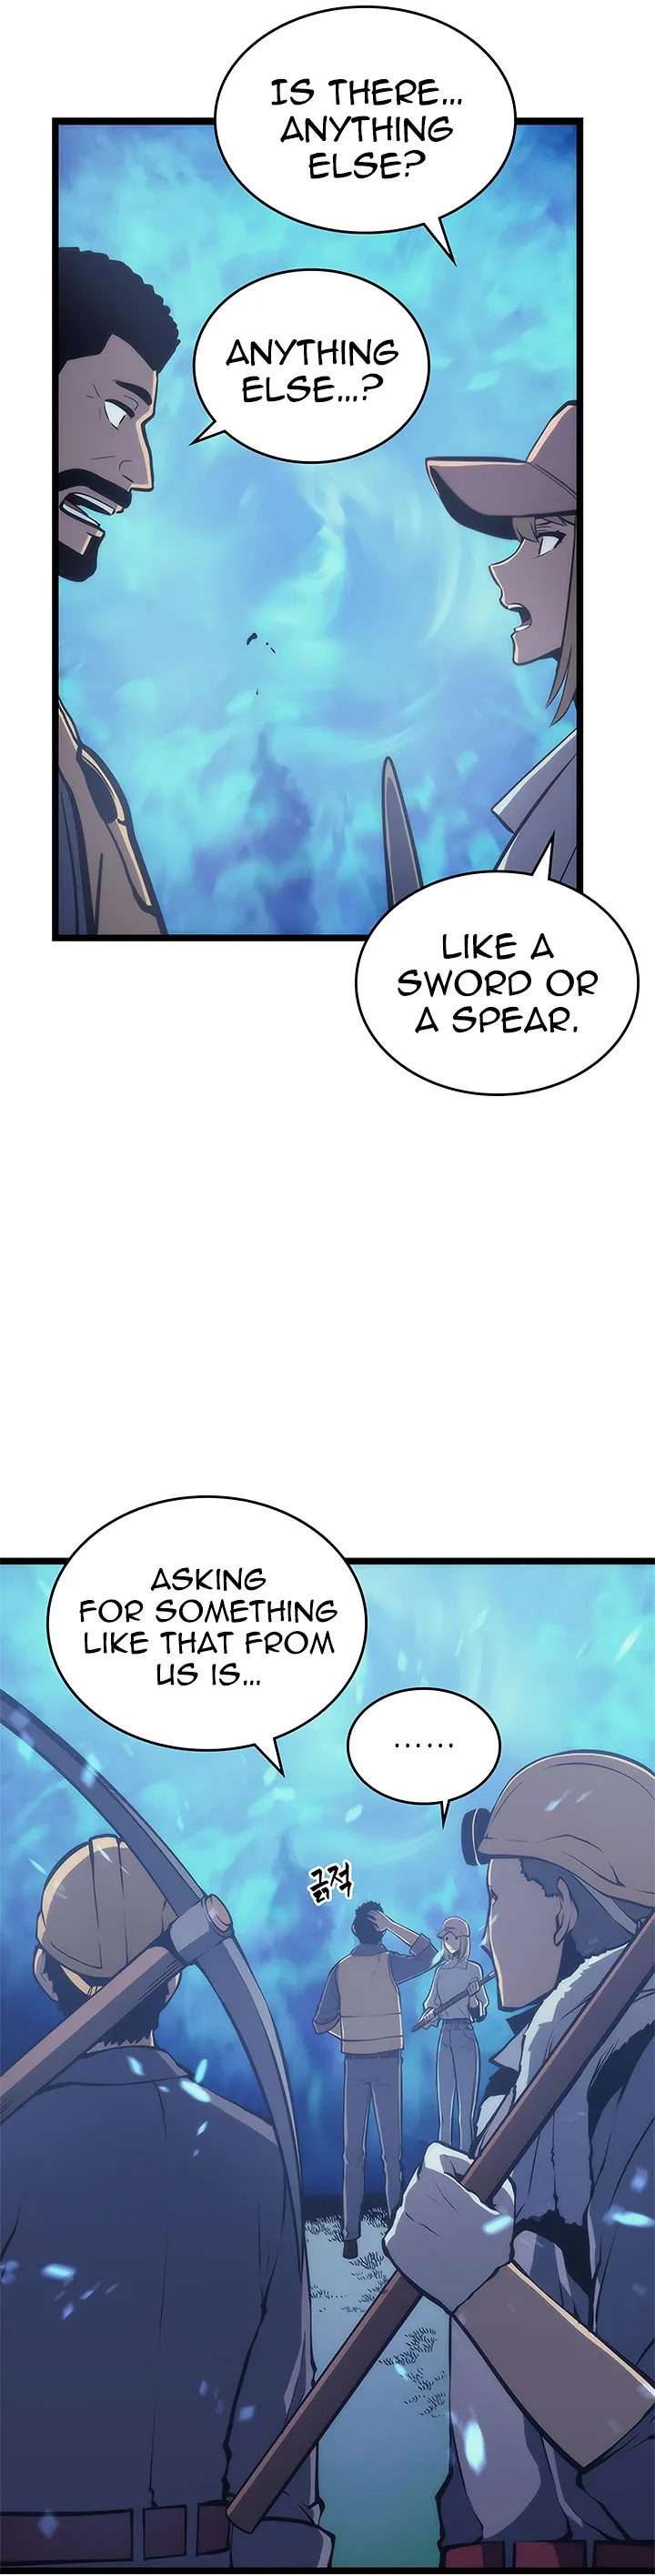 IS THERE...
ANYTHING
ELSE?
ANYTHING
ELSE...?
LIKE A
SWORD OR
A SPEAR.
ASKING
FOR SOMETHING
LIKE THAT FROM
US IS...
......
긁적